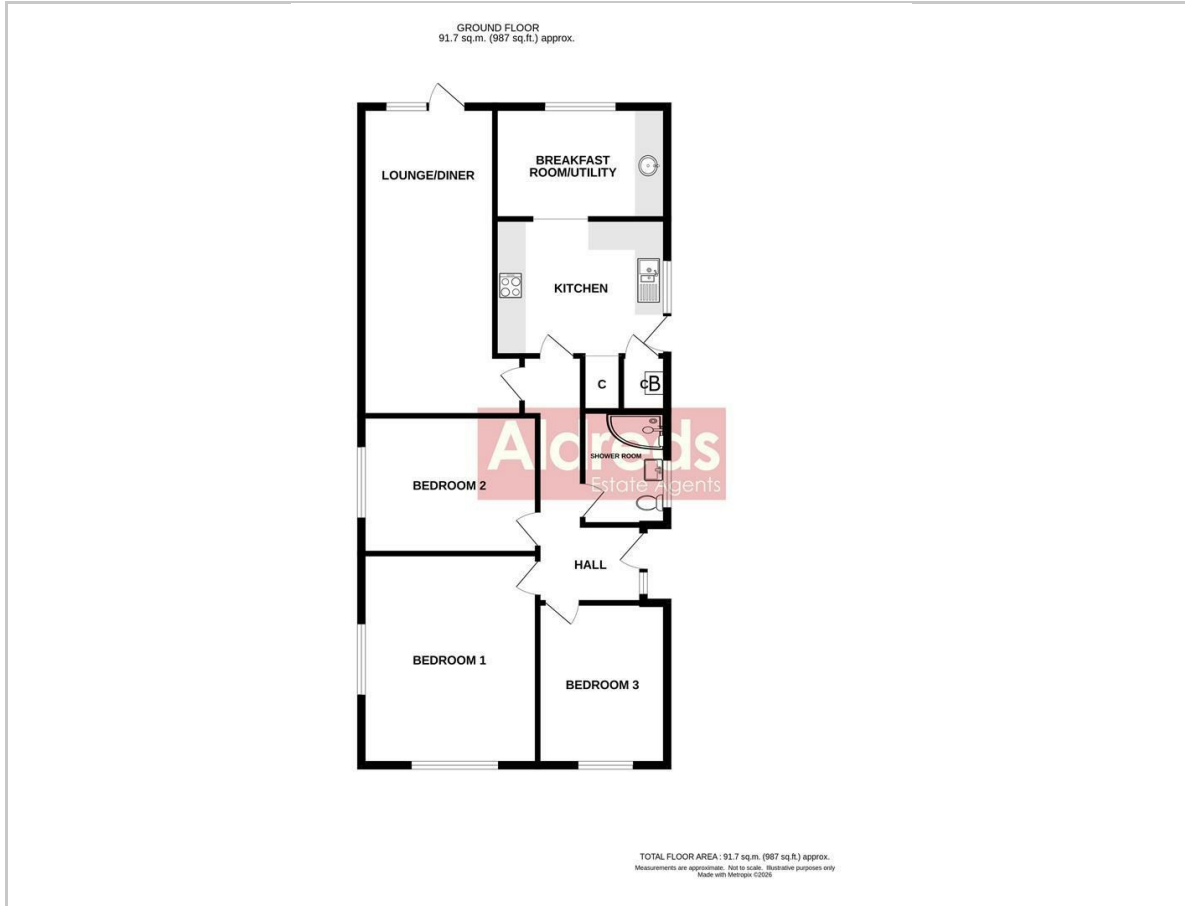 GROUND FLOOR
91.7 sq.m. (987 sq.ft.) approx.
LOUNGE/DINER
BREAKFAST
ROOM/UTILITY
KITCHEN
C
C
B
SHOWER ROOM
Aldreds
Estate Agents
BEDROOM 2
HALL
BEDROOM 1
BEDROOM 3
TOTAL FLOOR AREA : 91.7 sq.m. (987 sq.ft.) approx.
Measurements are approximate. Not to scale. Illustrative purposes only
Made with Metropix ©2026